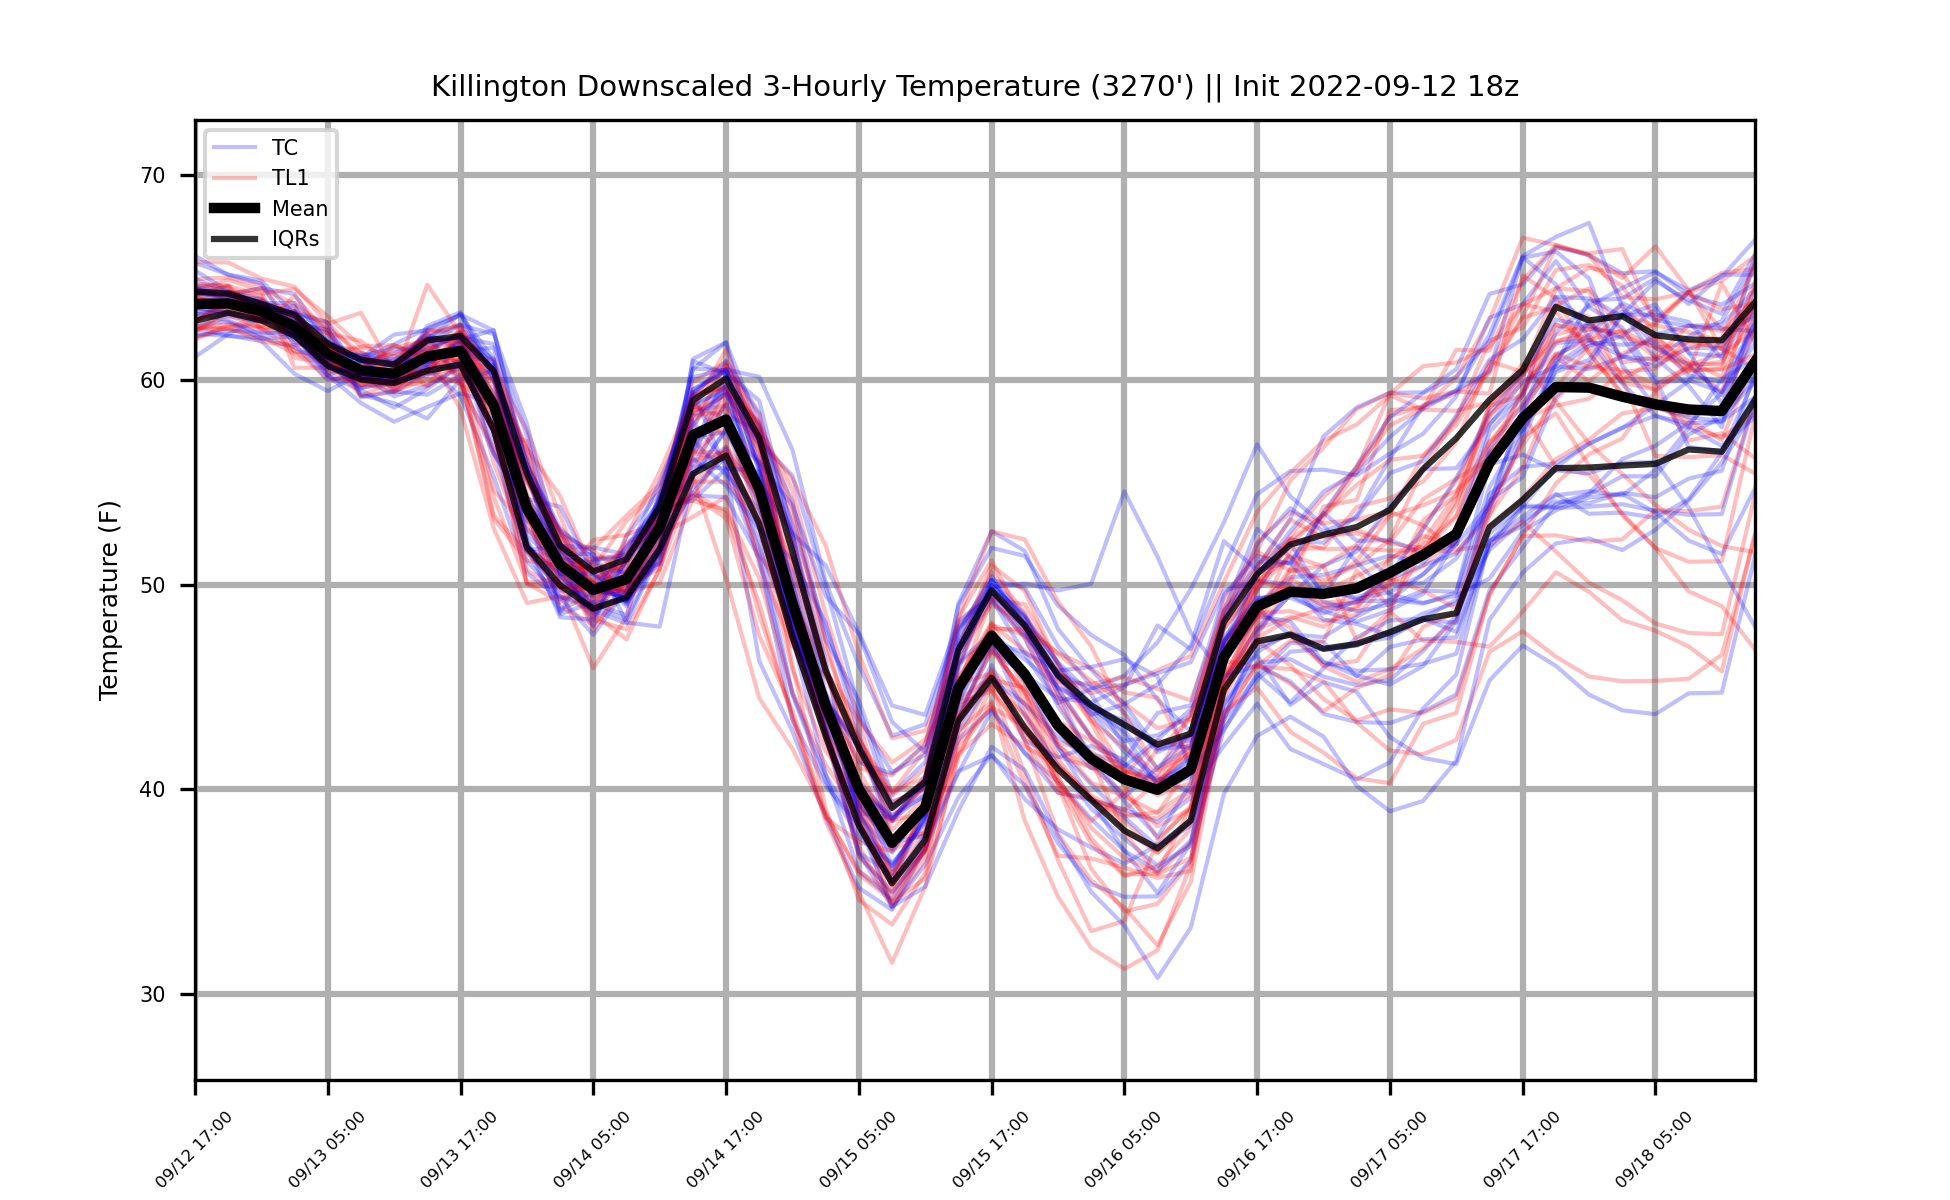 Killington Downscaled 3-Hourly Temperature (3270') || Init 2022-09-12 18z
TC
TL1
Mean
IQRs
Temperature (F)
70
60
50
40
30
09/12 17:00
09/13 05:00
09/13 17:00
09/14 05:00
09/14 17:00
09/15 05:00
09/15 17:00
09/16 05:00
09/16 17:00
09/17 05:00
09/17 17:00
09/18 05:00